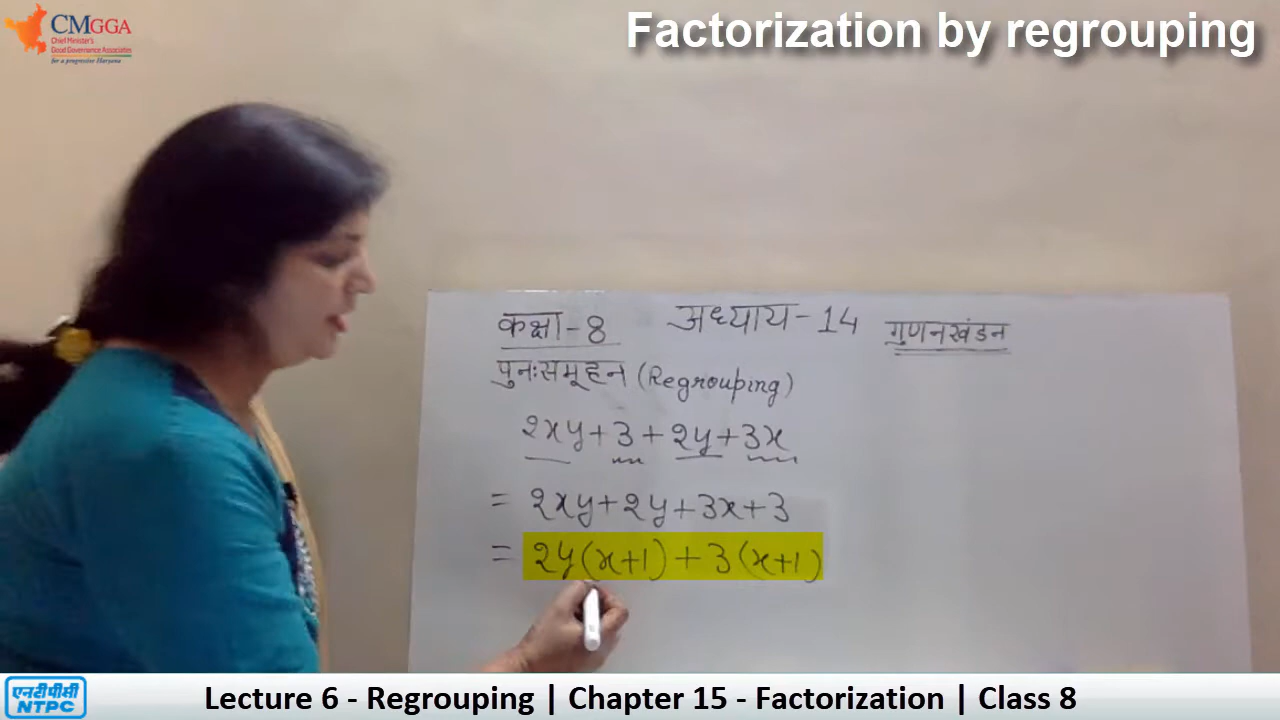 CMGGA
Chief Minister's
Good Governance Associates
for a progressive Haryana
Factorization by regrouping
कक्षा-8 अध्याय-14 गुणनखंडन
पुनःसमूहन (Regrouping)
2xy+3+2y+3x
= 2xy+2y+3x+3
= 2y(x+1)+3(x+1)
एनटीपीसी
NTPC
Lecture 6 - Regrouping | Chapter 15 - Factorization | Class 8